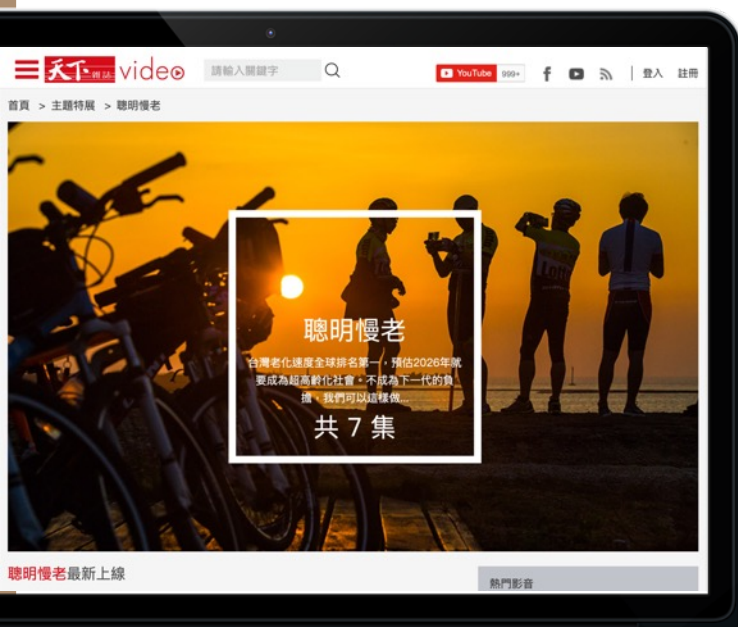 天下雜誌 video
請輸入關鍵字
YouTube 999+
登入 註冊
首頁 > 主題特展 > 聰明慢老
Lotto
聰明慢老
台灣老化速度全球排名第一，預估2026年就
要成為超高齡化社會。不成為下一代的負
擔，我們可以這樣做...
共 7 集
聰明慢老最新上線
熱門影音